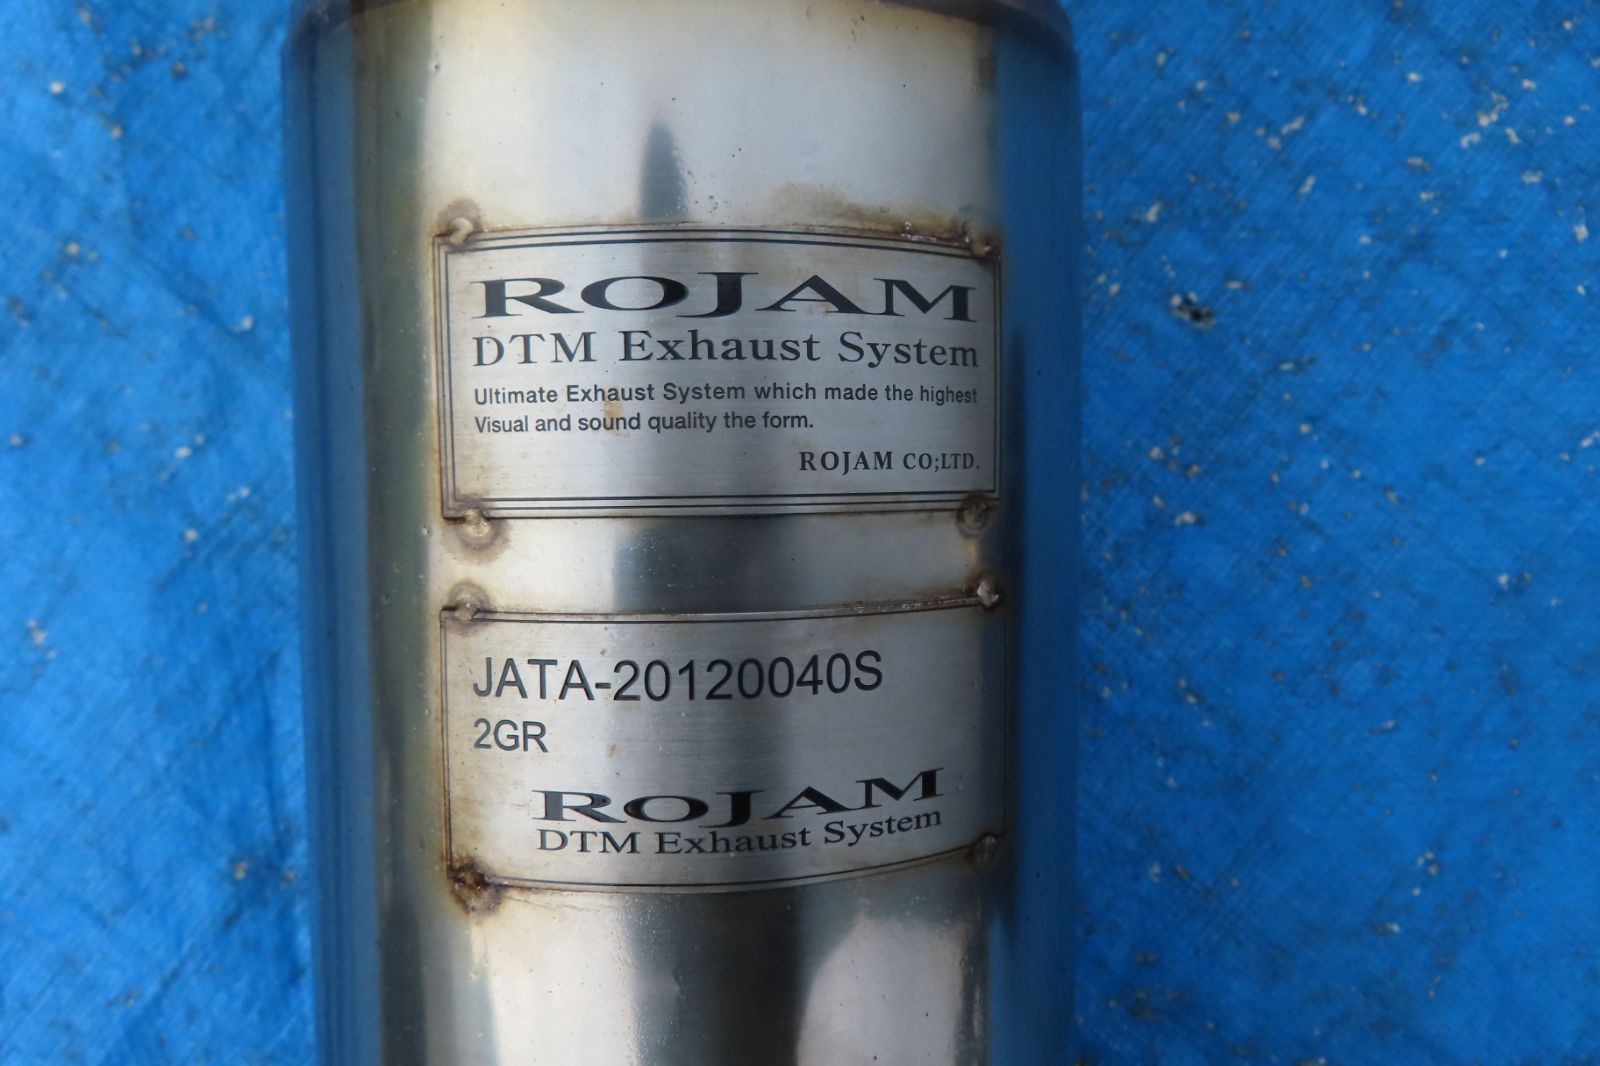 ROJAM
DTM Exhaust System
Ultimate Exhaust System which made the highest
Visual and sound quality the form.
ROJAM CO;LTD.
JATA-20120040S
2GR
ROJAM
DTM Exhaust System